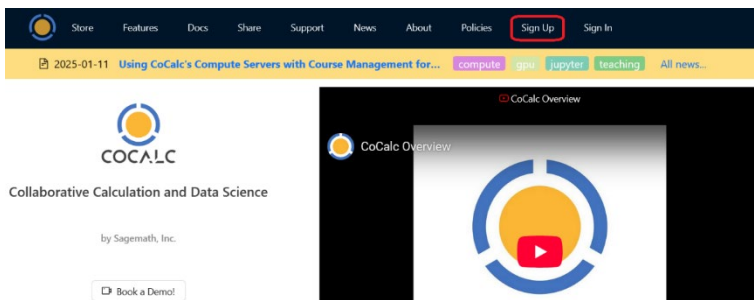 Store Features Docs Share Support News About Policies Sign Up Sign In
2025-01-11 Using CoCalc's Compute Servers with Course Management for... compute gpu jupyter teaching All news...
COCALC
Collaborative Calculation and Data Science
by Sagemath, Inc.
Book a Demo!
CoCalc Overview
CoCalc Overview